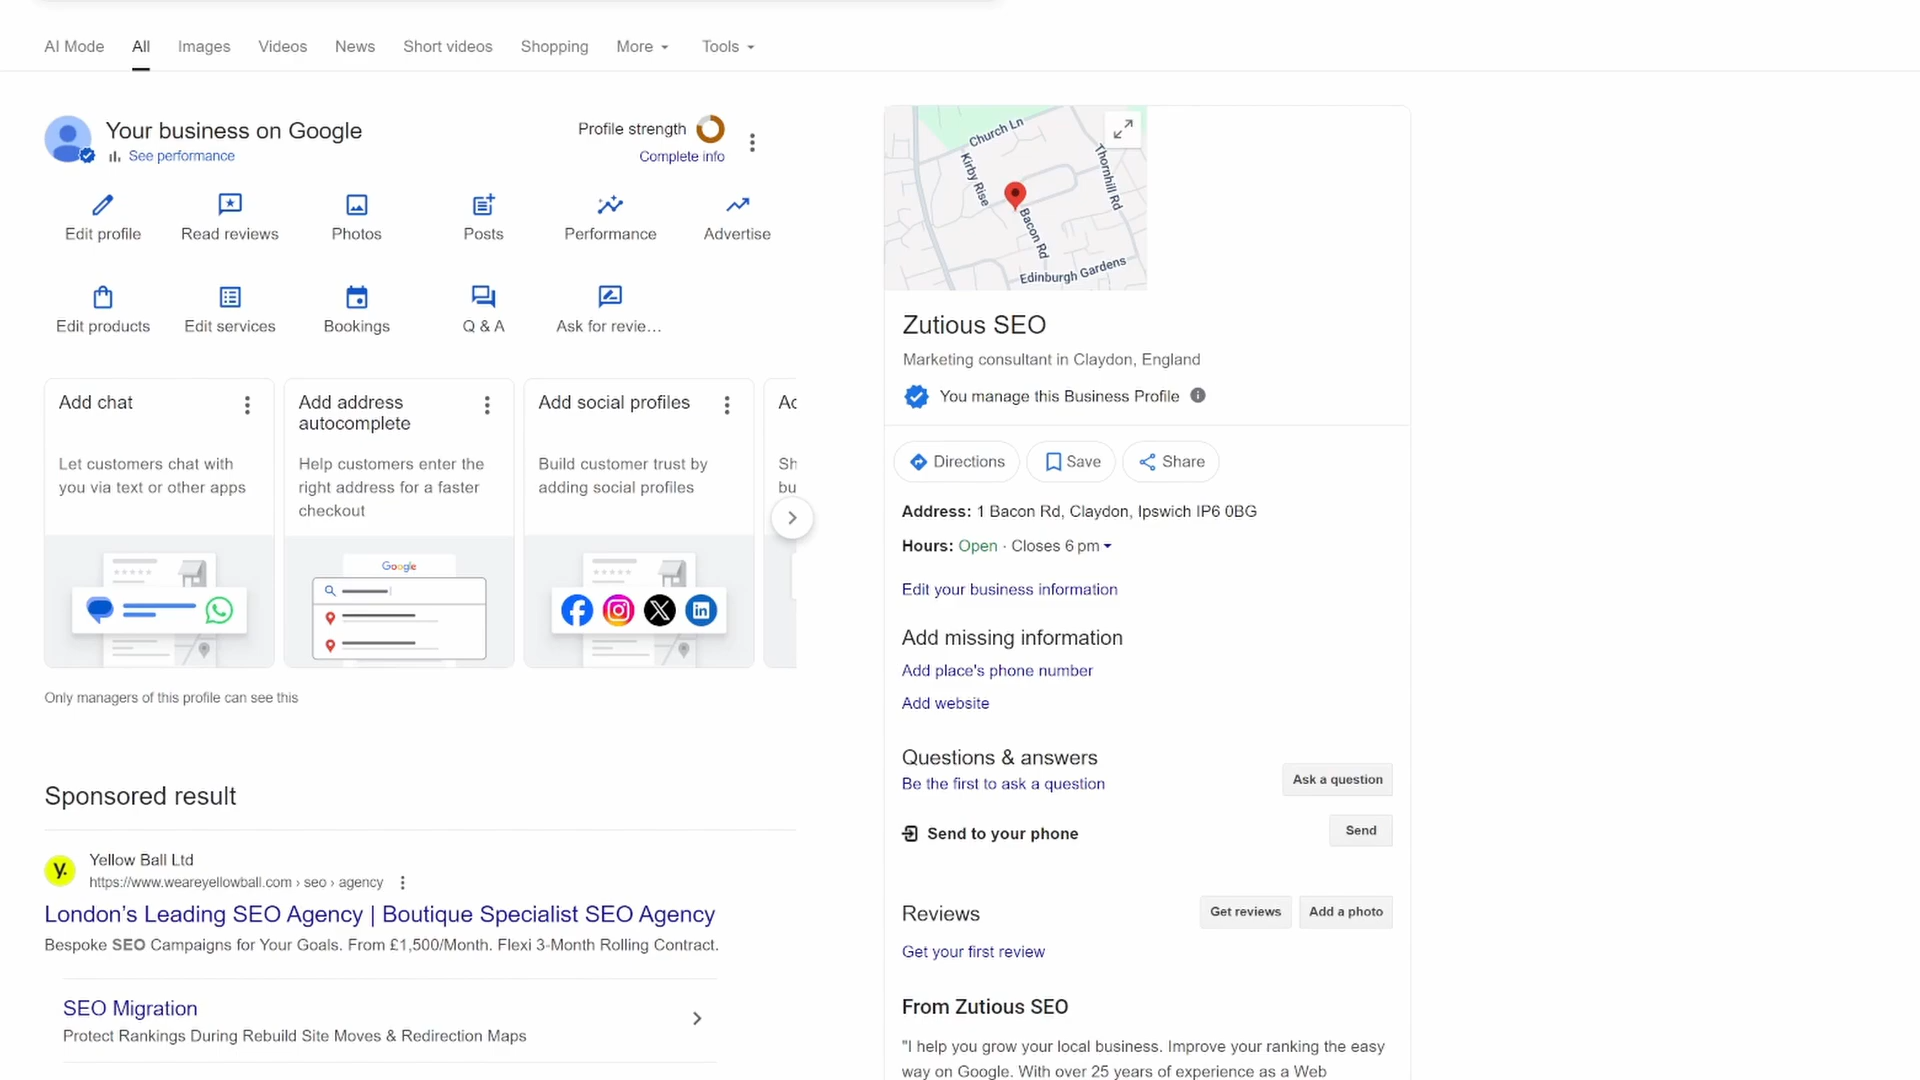 AI Mode All Images Videos News Short videos Shopping More Tools
Your business on Google
See performance
Profile strength
Complete info
Edit profile Read reviews Photos Posts Performance Advertise
Edit products Edit services Bookings Q & A Ask for revie…
Add chat
Let customers chat with
you via text or other apps
Add address
autocomplete
Help customers enter the
right address for a faster
checkout
Google
Add social profiles
Build customer trust by
adding social profiles
Ac
Sh
bu
Only managers of this profile can see this
Sponsored result
y.
Yellow Ball Ltd
https://www.weareyellowball.com › seo › agency
London’s Leading SEO Agency | Boutique Specialist SEO Agency
Bespoke SEO Campaigns for Your Goals. From £1,500/Month. Flexi 3-Month Rolling Contract.
SEO Migration
Protect Rankings During Rebuild Site Moves & Redirection Maps
Church Ln
Kirby Rise
Thornhill Rd
Bacon Rd
Edinburgh Gardens
Zutious SEO
Marketing consultant in Claydon, England
You manage this Business Profile
Directions Save Share
Address: 1 Bacon Rd, Claydon, Ipswich IP6 0BG
Hours: Open · Closes 6 pm
Edit your business information
Add missing information
Add place's phone number
Add website
Questions & answers
Be the first to ask a question
Ask a question
Send to your phone
Send
Reviews
Get reviews Add a photo
Get your first review
From Zutious SEO
"I help you grow your local business. Improve your ranking the easy
way on Google. With over 25 years of experience as a Web